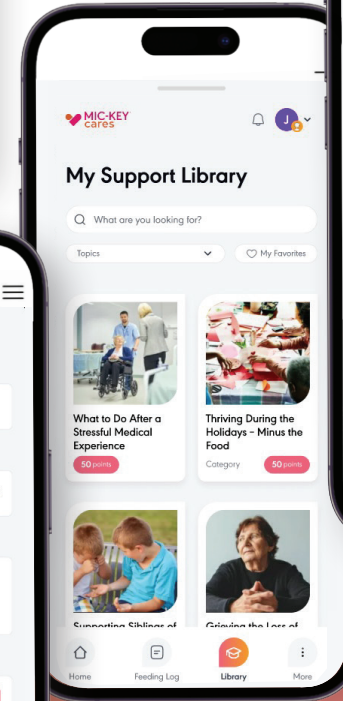 MIC-KEY
cares
J
My Support Library
What are you looking for?
Topics
My Favorites
What to Do After a
Stressful Medical
Experience
50 points
Thriving During the
Holidays – Minus the
Food
Category
50 points
Supporting Siblings of
Grieving the Loss of
Home
Feeding Log
Library
More